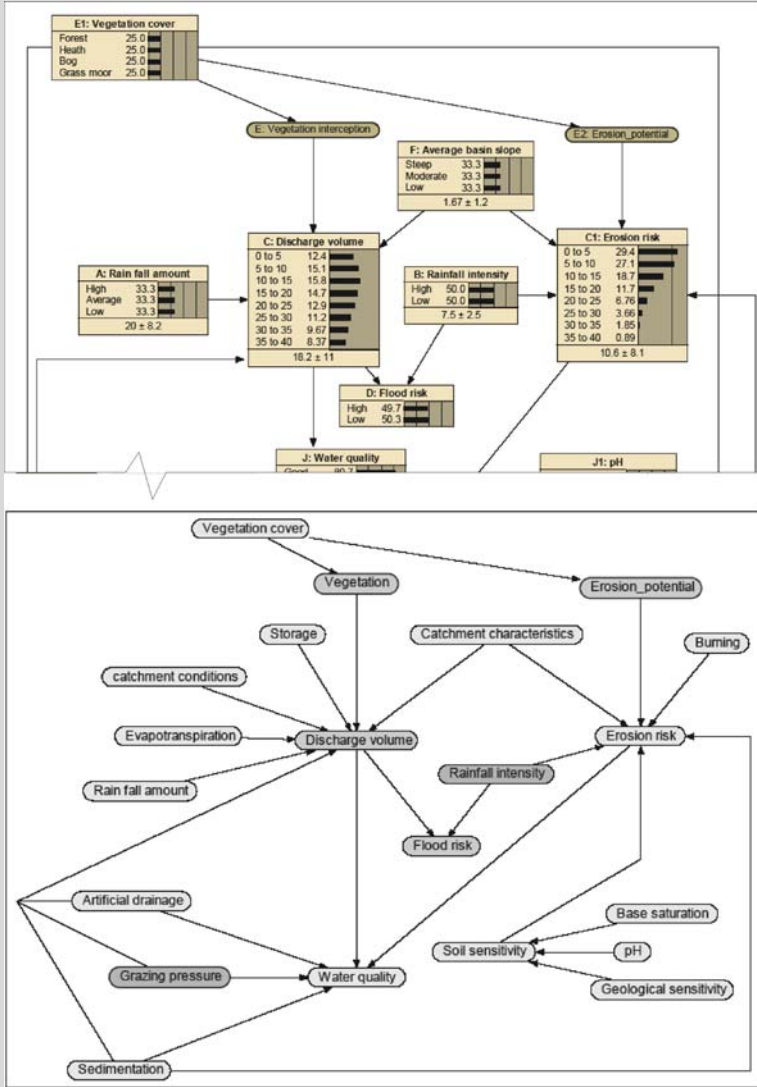 E1: Vegetation cover
Forest 25.0
Heath 25.0
Bog 25.0
Grass moor 25.0
E: Vegetation interception
E2: Erosion_potential
F: Average basin slope
Steep 33.3
Moderate 33.3
Low 33.3
1.67 ± 1.2
C: Discharge volume
0 to 5 12.4
5 to 10 15.1
10 to 15 15.8
15 to 20 14.7
20 to 25 12.9
25 to 30 11.2
30 to 35 9.67
35 to 40 8.37
18.2 ± 11
C1: Erosion risk
0 to 5 29.4
5 to 10 27.1
10 to 15 18.7
15 to 20 11.7
20 to 25 6.76
25 to 30 3.66
30 to 35 1.85
35 to 40 0.89
10.6 ± 8.1
A: Rain fall amount
High 33.3
Average 33.3
Low 33.3
20 ± 8.2
B: Rainfall intensity
High 50.0
Low 50.0
7.5 ± 2.5
D: Flood risk
High 49.7
Low 50.3
J: Water quality
J1: pH
Vegetation cover
Vegetation
Erosion_potential
Storage
Catchment characteristics
Burning
catchment conditions
Evapotranspiration
Discharge volume
Erosion risk
Rainfall intensity
Rain fall amount
Flood risk
Artificial drainage
Base saturation
Soil sensitivity
pH
Grazing pressure
Water quality
Geological sensitivity
Sedimentation